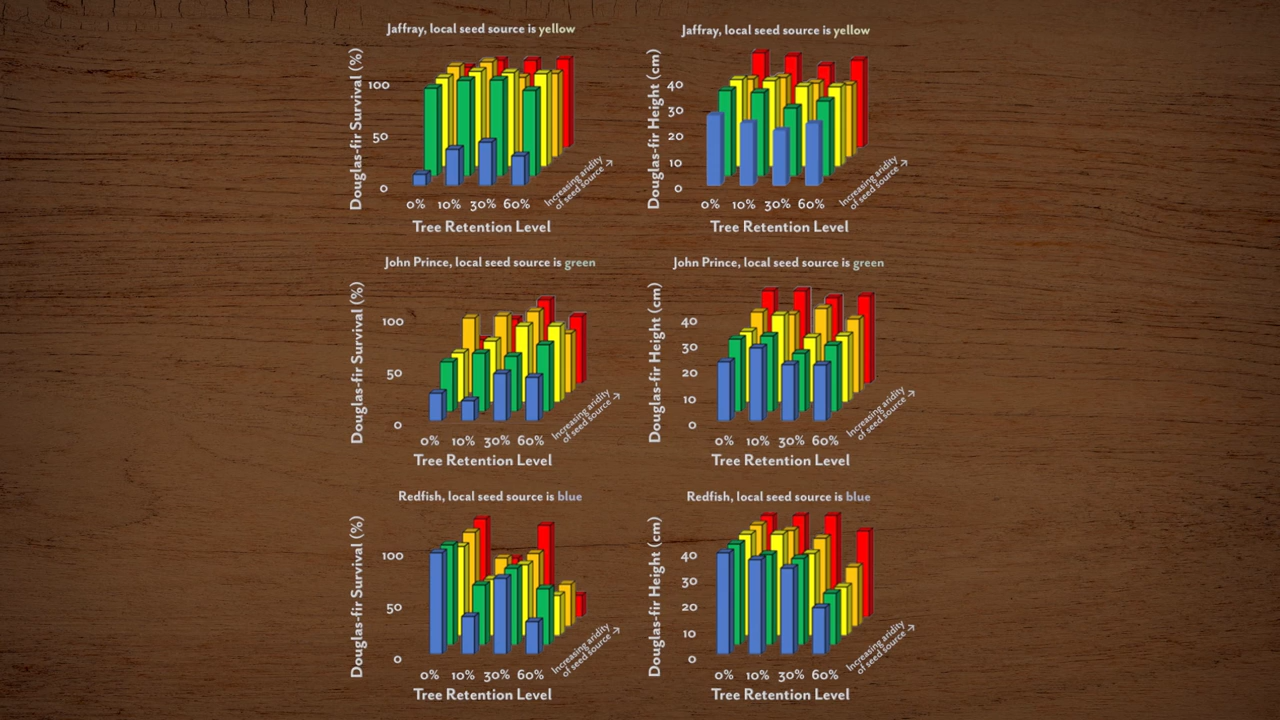 Jaffray, local seed source is yellow
Douglas-fir Survival (%)
100
50
0
0% 10% 30% 60%
Increasing aridity
of seed source →
Tree Retention Level
Jaffray, local seed source is yellow
Douglas-fir Height (cm)
40
30
20
10
0
0% 10% 30% 60%
Increasing aridity
of seed source →
Tree Retention Level
John Prince, local seed source is green
Douglas-fir Survival (%)
100
50
0
0% 10% 30% 60%
Increasing aridity
of seed source →
Tree Retention Level
John Prince, local seed source is green
Douglas-fir Height (cm)
40
30
20
10
0
0% 10% 30% 60%
Increasing aridity
of seed source →
Tree Retention Level
Redfish, local seed source is blue
Douglas-fir Survival (%)
100
50
0
0% 10% 30% 60%
Increasing aridity
of seed source →
Tree Retention Level
Redfish, local seed source is blue
Douglas-fir Height (cm)
40
30
20
10
0
0% 10% 30% 60%
Increasing aridity
of seed source →
Tree Retention Level